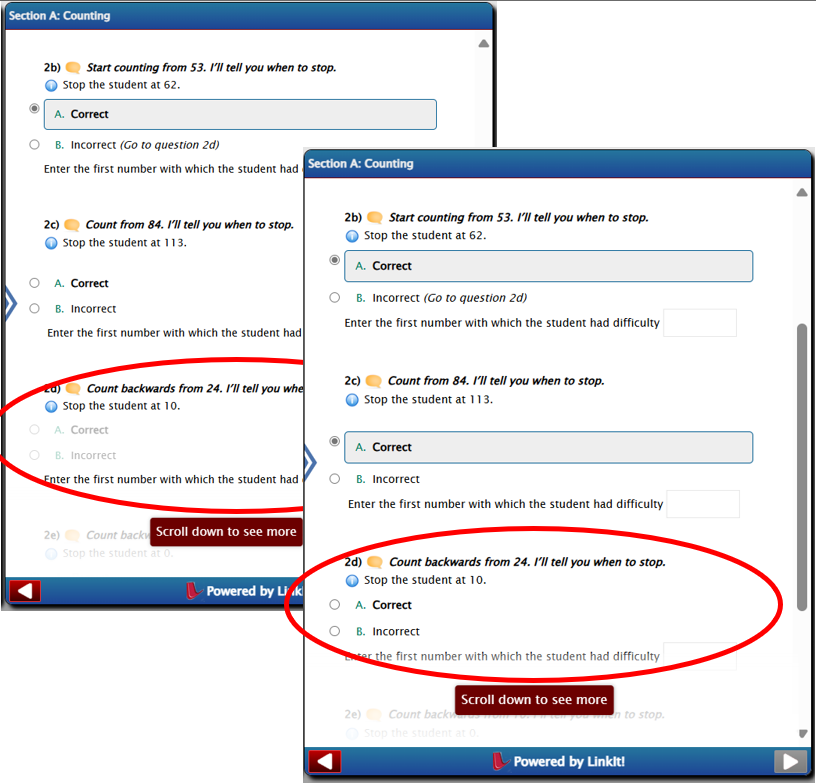 Section A: Counting
2b) Start counting from 53. I'll tell you when to stop.
Stop the student at 62.
A. Correct
B. Incorrect (Go to question 2d)
Enter the first number with which the student had
2c) Count from 84. I'll tell you when to stop.
Stop the student at 113.
A. Correct
B. Incorrect
Enter the first number with which the student had
2d) Count backwards from 24. I'll tell you whe
Stop the student at 10.
A. Correct
B. Incorrect
Enter the first number with which the student had
2e) Count backw
Stop the student at 0.
Scroll down to see more
Powered by Link
Section A: Counting
2b) Start counting from 53. I'll tell you when to stop.
Stop the student at 62.
A. Correct
B. Incorrect (Go to question 2d)
Enter the first number with which the student had difficulty
2c) Count from 84. I'll tell you when to stop.
Stop the student at 113.
A. Correct
B. Incorrect
Enter the first number with which the student had difficulty
2d) Count backwards from 24. I'll tell you when to stop.
Stop the student at 10.
A. Correct
B. Incorrect
Enter the first number with which the student had difficulty
Scroll down to see more
2e) Count backwards from I'll tell you when to stop.
Stop the student at 0.
Powered by LinkIt!